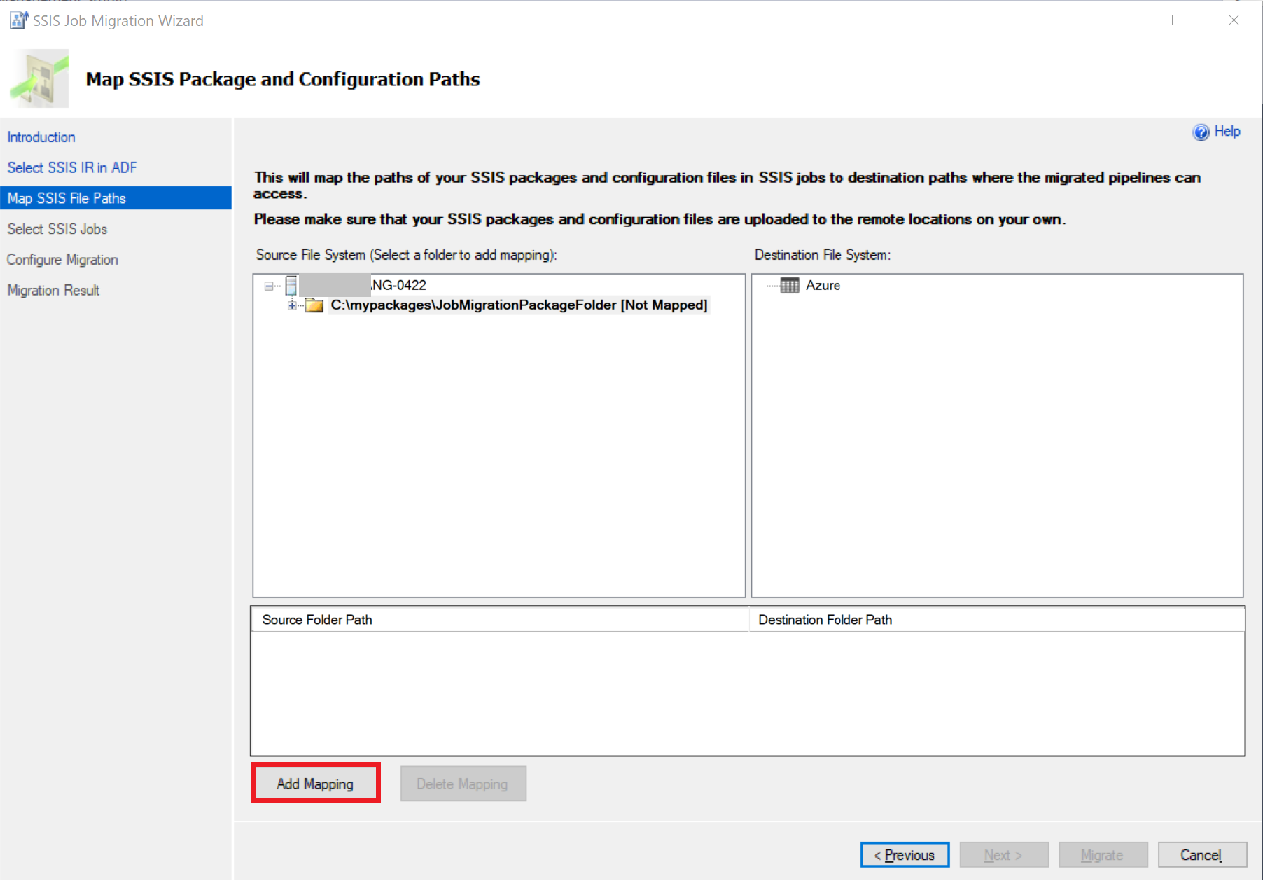 SSIS Job Migration Wizard
Map SSIS Package and Configuration Paths
Introduction
Select SSIS IR in ADF
Map SSIS File Paths
Select SSIS Jobs
Configure Migration
Migration Result
Help
This will map the paths of your SSIS packages and configuration files in SSIS jobs to destination paths where the migrated pipelines can
access.
Please make sure that your SSIS packages and configuration files are uploaded to the remote locations on your own.
Source File System (Select a folder to add mapping):
Destination File System:
\NG-0422
C:\mypackages\JobMigrationPackageFolder [Not Mapped]
Azure
Source Folder Path
Destination Folder Path
Add Mapping
Delete Mapping
< Previous
Next >
Migrate
Cancel